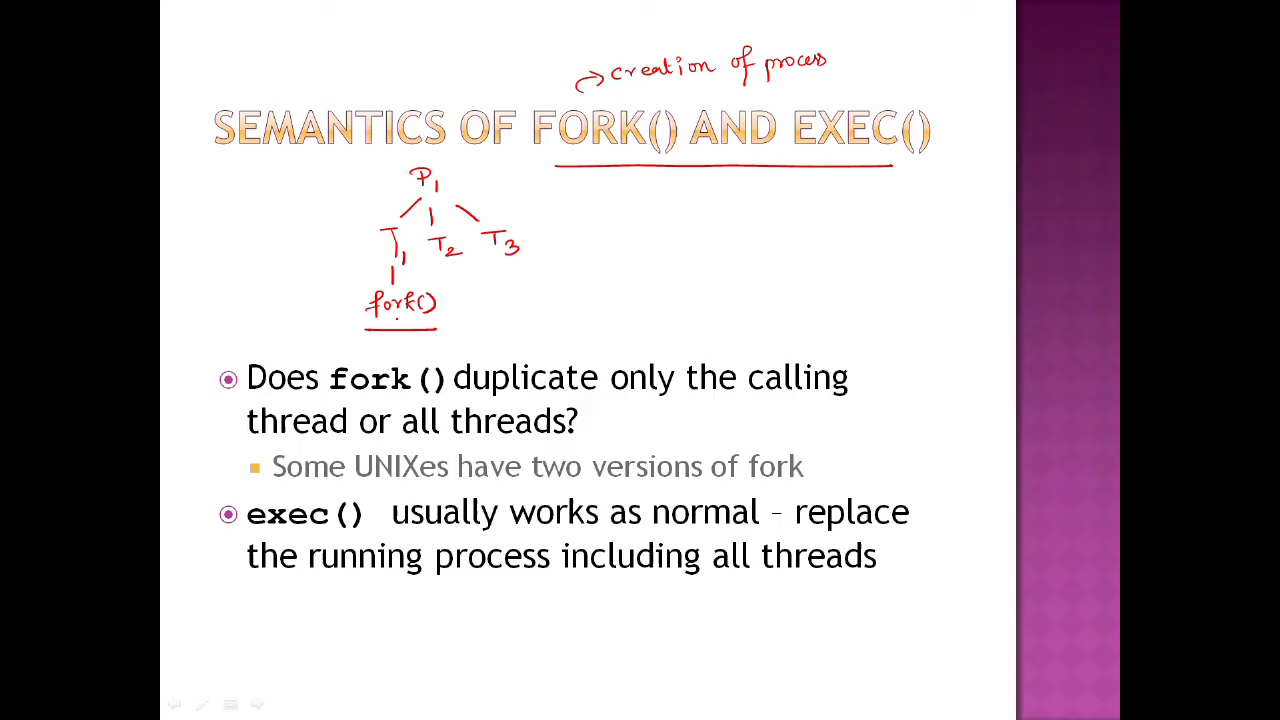 creation of process
SEMANTICS OF FORK() AND EXEC()
P1
T1 T2 T3
fork()
Does fork() duplicate only the calling
thread or all threads?
Some UNIXes have two versions of fork
exec() usually works as normal – replace
the running process including all threads